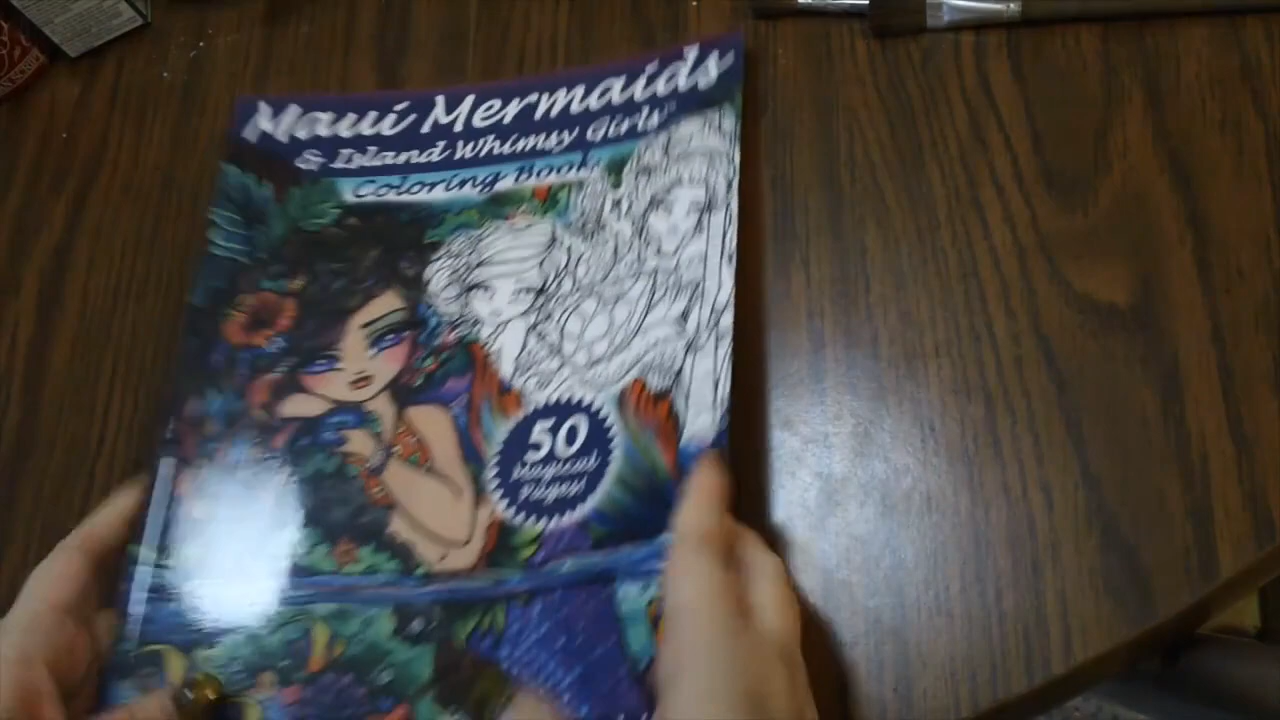 Maui Mermaids
& Island Whimsy Girls
Coloring Book
50
Magical
Pages!